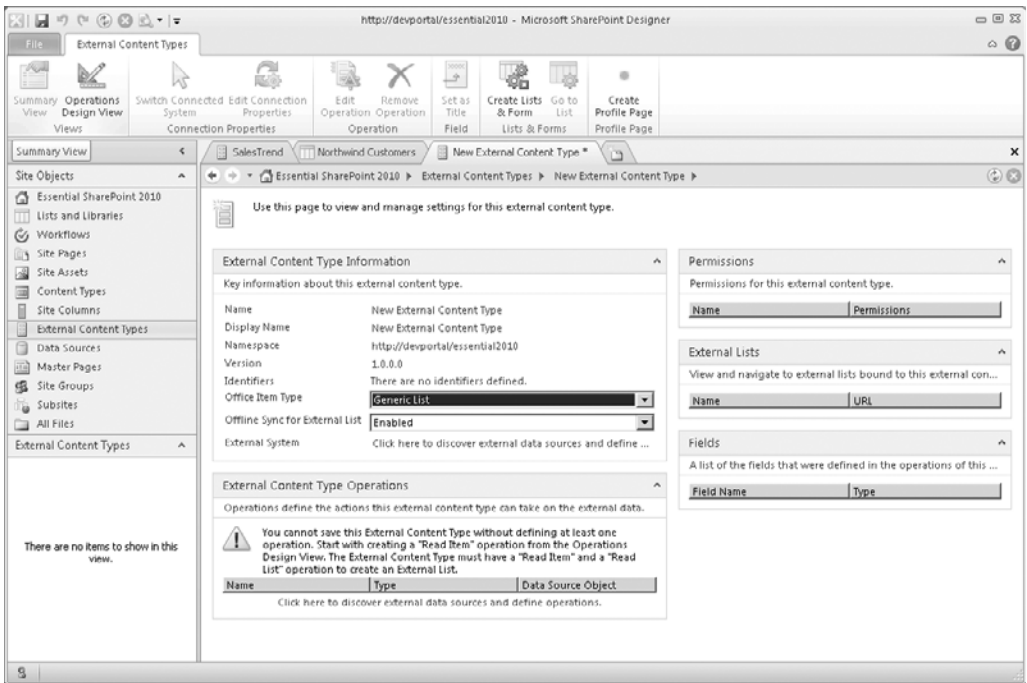 http://devportal/essential2010 - Microsoft SharePoint Designer
File
External Content Types
Summary View
Operations Design View
Switch Connected System
Edit Connection Properties
Edit Operation
Remove Operation
Set as Title
Create Lists & Form
Go to List
Create Profile Page
Views
Connection Properties
Operation
Field
Lists & Forms
Profile Page
Summary View
SalesTrend
Northwind Customers
New External Content Type *
Site Objects
Essential SharePoint 2010
External Content Types
New External Content Type
Essential SharePoint 2010
Lists and Libraries
Workflows
Site Pages
Site Assets
Content Types
Site Columns
External Content Types
Data Sources
Master Pages
Site Groups
Subsites
All Files
External Content Types
There are no items to show in this
view.
Use this page to view and manage settings for this external content type.
External Content Type Information
Key information about this external content type.
Name New External Content Type
Display Name New External Content Type
Namespace http://devportal/essential2010
Version 1.0.0.0
Identifiers There are no identifiers defined.
Office Item Type Generic List
Offline Sync for External List Enabled
External System Click here to discover external data sources and define ...
External Content Type Operations
Operations define the actions this external content type can take on the external data.
You cannot save this External Content Type without defining at least one
operation. Start with creating a "Read Item" operation from the Operations
Design View. The External Content Type must have a "Read Item" and a "Read
List" operation to create an External List.
Name Type Data Source Object
Click here to discover external data sources and define operations.
Permissions
Permissions for this external content type.
Name Permissions
External Lists
View and navigate to external lists bound to this external con...
Name URL
Fields
A list of the fields that were defined in the operations of this ...
Field Name Type